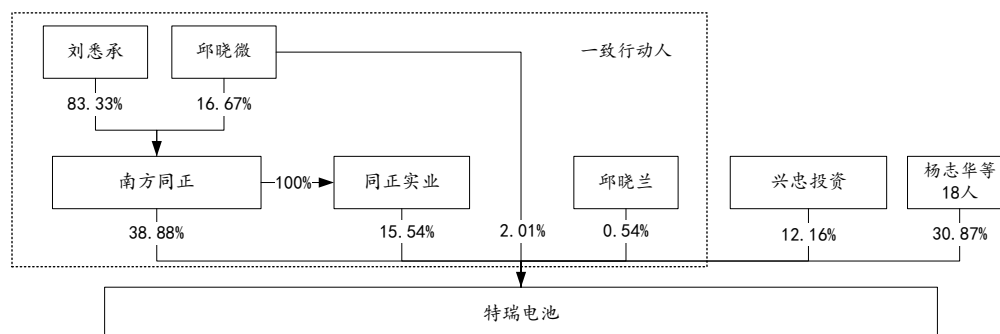 刘悉承
邱晓微
一致行动人
83.33%
16.67%
南方同正
100%
同正实业
邱晓兰
兴忠投资
杨志华等
18人
38.88%
15.54%
2.01%
0.54%
12.16%
30.87%
特瑞电池